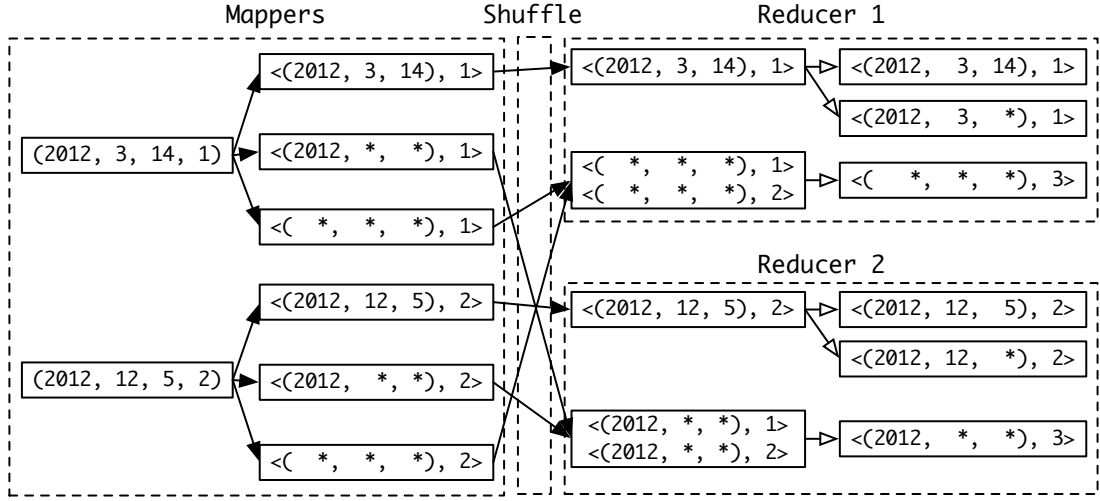 Mappers
Shuffle
Reducer 1
(2012, 3, 14, 1)
<(2012, 3, 14), 1>
<(2012, *, *), 1>
<( *, *, *), 1>
(2012, 12, 5, 2)
<(2012, 12, 5), 2>
<(2012, *, *), 2>
<( *, *, *), 2>
<(2012, 3, 14), 1>
<(2012, 3, 14), 1>
<(2012, 3, *), 1>
<( *, *, *), 1>
<( *, *, *), 2>
<( *, *, *), 3>
Reducer 2
<(2012, 12, 5), 2>
<(2012, 12, 5), 2>
<(2012, 12, *), 2>
<(2012, *, *), 1>
<(2012, *, *), 2>
<(2012, *, *), 3>